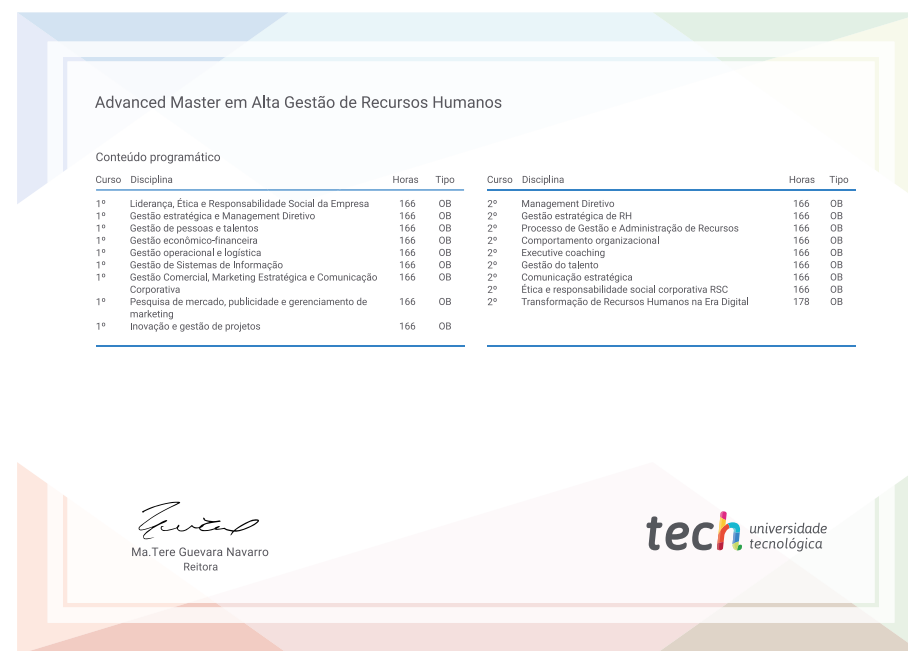 Advanced Master em Alta Gestão de Recursos Humanos
Conteúdo programático
Curso Disciplina Horas Tipo
1º Liderança, Ética e Responsabilidade Social da Empresa 166 OB
1º Gestão estratégica e Management Diretivo 166 OB
1º Gestão de pessoas e talentos 166 OB
1º Gestão econômico-financeira 166 OB
1º Gestão operacional e logística 166 OB
1º Gestão de Sistemas de Informação 166 OB
1º Gestão Comercial, Marketing Estratégica e Comunicação 166 OB
Corporativa
1º Pesquisa de mercado, publicidade e gerenciamento de 166 OB
marketing
1º Inovação e gestão de projetos 166 OB
Curso Disciplina Horas Tipo
2º Management Diretivo 166 OB
2º Gestão estratégica de RH 166 OB
2º Processo de Gestão e Administração de Recursos 166 OB
2º Comportamento organizacional 166 OB
2º Executive coaching 166 OB
2º Gestão do talento 166 OB
2º Comunicação estratégica 166 OB
2º Ética e responsabilidade social corporativa RSC 166 OB
2º Transformação de Recursos Humanos na Era Digital 178 OB
Ma.Tere Guevara Navarro
Reitora
tech universidade
tecnológica